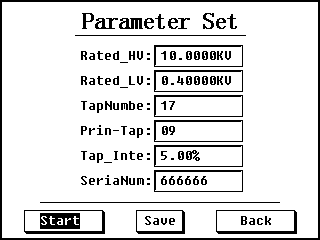 Parameter Set
Rated_HV: 10.0000KV
Rated_LV: 0.40000KV
TapNumbe: 17
Prin-Tap: 09
Tap_Inte: 5.00%
SeriaNum: 666666
Start Save Back